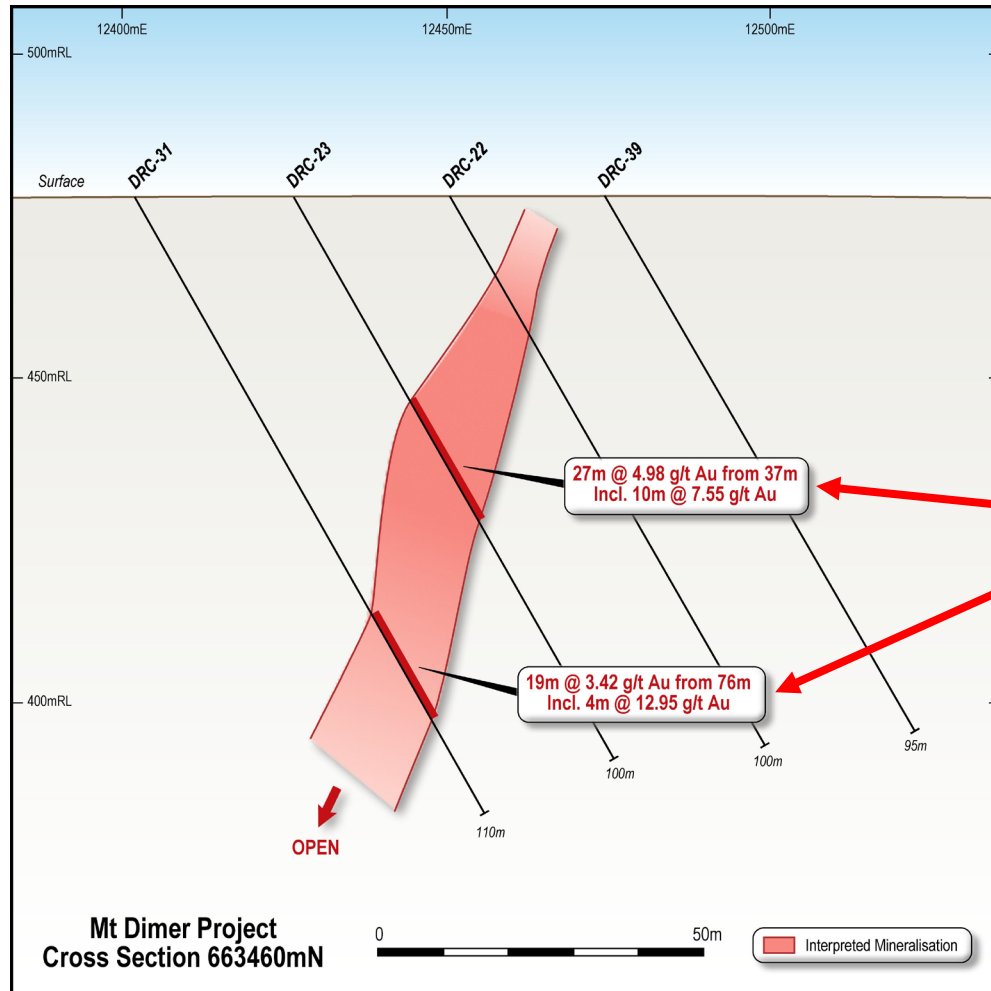 12400mE
12450mE
12500mE
500mRL
Surface
DRC-31
DRC-23
DRC-22
DRC-39
450mRL
27m @ 4.98 g/t Au from 37m
Incl. 10m @ 7.55 g/t Au
19m @ 3.42 g/t Au from 76m
Incl. 4m @ 12.95 g/t Au
400mRL
95m
100m
100m
110m
OPEN
Mt Dimer Project
Cross Section 663460mN
0
50m
Interpreted Mineralisation